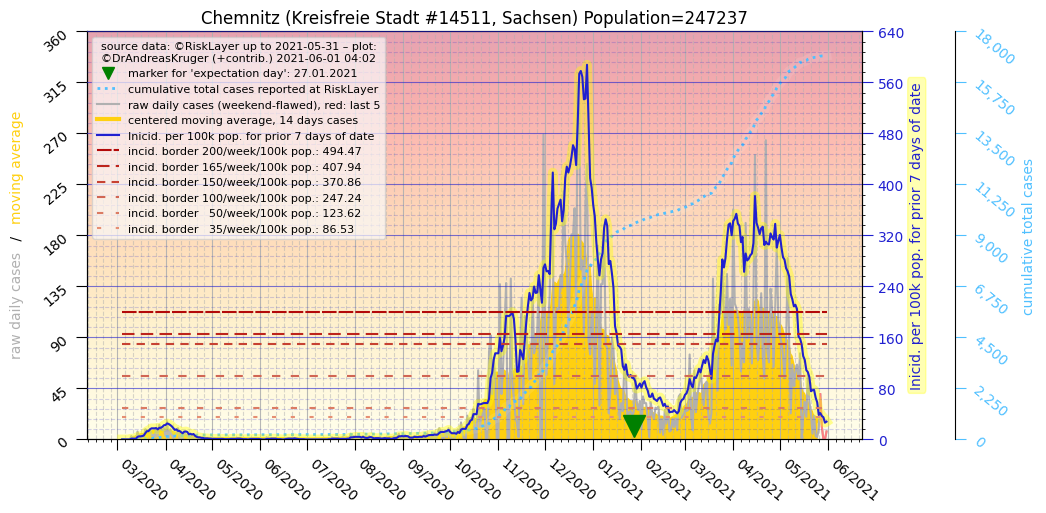 Chemnitz (Kreisfreie Stadt #14511, Sachsen) Population=247237
source data: ©RiskLayer up to 2021-05-31 – plot:
©DrAndreasKruger (+contrib.) 2021-06-01 04:02
marker for 'expectation day': 27.01.2021
cumulative total cases reported at RiskLayer
raw daily cases (weekend-flawed), red: last 5
centered moving average, 14 days cases
Inicid. per 100k pop. for prior 7 days of date
incid. border 200/week/100k pop.: 494.47
incid. border 165/week/100k pop.: 407.94
incid. border 150/week/100k pop.: 370.86
incid. border 100/week/100k pop.: 247.24
incid. border   50/week/100k pop.: 123.62
incid. border   35/week/100k pop.: 86.53
raw daily cases / moving average
360
315
270
225
180
135
90
45
0
03/2020
04/2020
05/2020
06/2020
07/2020
08/2020
09/2020
10/2020
11/2020
12/2020
01/2021
02/2021
03/2021
04/2021
05/2021
06/2021
640
560
480
400
320
240
160
80
0
Inicid. per 100k pop. for prior 7 days of date
18,000
15,750
13,500
11,250
9,000
6,750
4,500
2,250
0
cumulative total cases